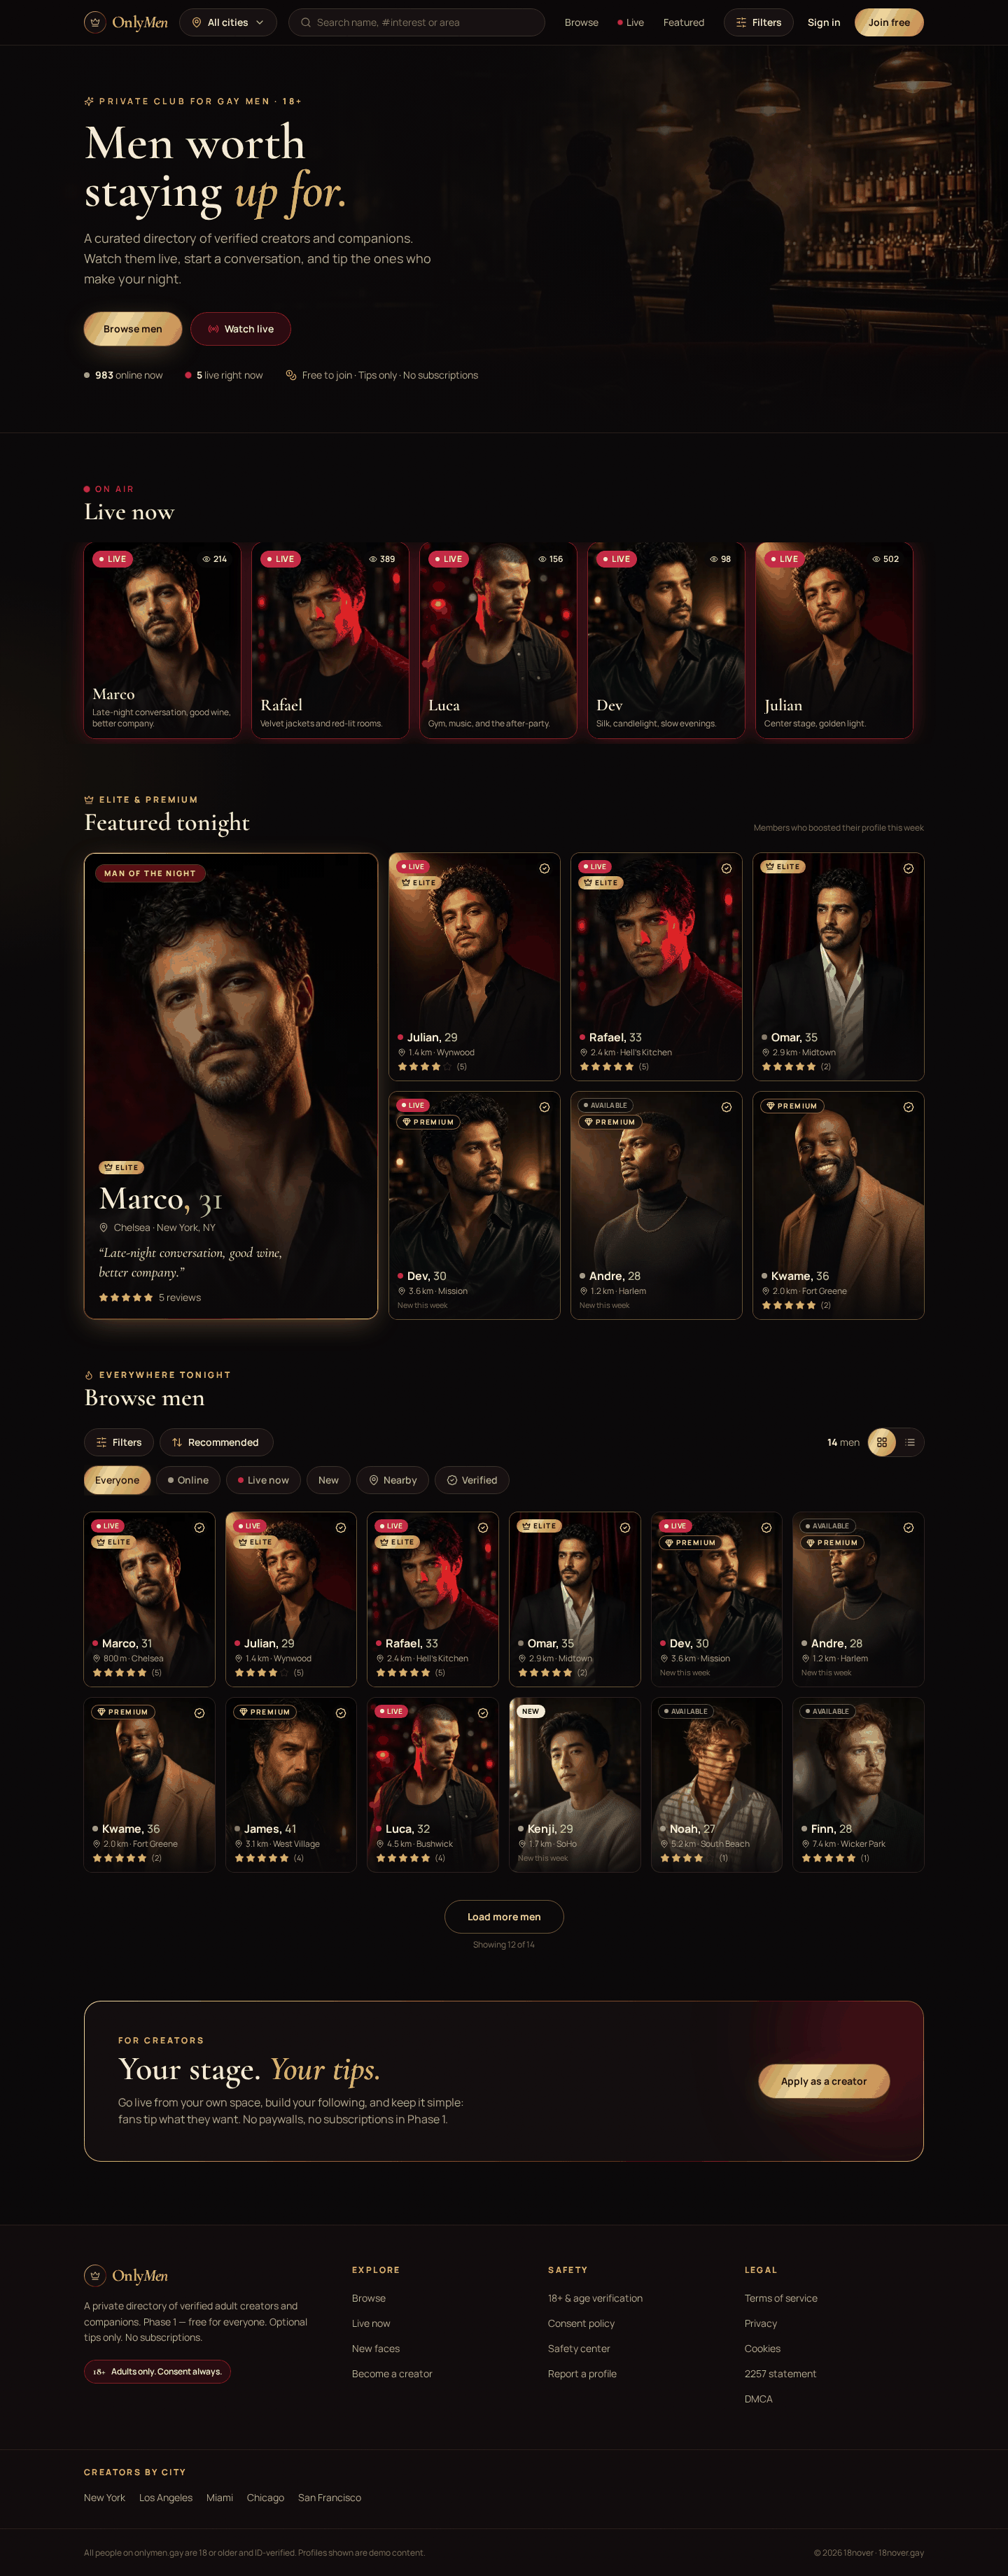 OnlyMen
All cities
Search name, #interest or area
Browse
Live
Featured
Filters
Sign in
Join free
PRIVATE CLUB FOR GAY MEN · 18+
Men worth
staying up for.
A curated directory of verified creators and companions.
Watch them live, start a conversation, and tip the ones who
make your night.
Browse men
Watch live
983 online now
5 live right now
Free to join · Tips only · No subscriptions
ON AIR
Live now
LIVE
214
Marco
Late-night conversation, good wine,
better company.
LIVE
389
Rafael
Velvet jackets and red-lit rooms.
LIVE
156
Luca
Gym, music, and the after-party.
LIVE
98
Dev
Silk, candlelight, slow evenings.
LIVE
502
Julian
Center stage, golden light.
ELITE & PREMIUM
Featured tonight
Members who boosted their profile this week
MAN OF THE NIGHT
ELITE
Marco, 31
Chelsea · New York, NY
“Late-night conversation, good wine,
better company.”
5 reviews
LIVE
ELITE
Julian, 29
1.4 km · Wynwood
(5)
LIVE
ELITE
Rafael, 33
2.4 km · Hell's Kitchen
(5)
ELITE
Omar, 35
2.9 km · Midtown
(2)
LIVE
PREMIUM
Dev, 30
3.6 km · Mission
New this week
AVAILABLE
PREMIUM
Andre, 28
1.2 km · Harlem
New this week
PREMIUM
Kwame, 36
2.0 km · Fort Greene
(2)
EVERYWHERE TONIGHT
Browse men
Filters
Recommended
14 men
Everyone
Online
Live now
New
Nearby
Verified
LIVE
ELITE
Marco, 31
800 m · Chelsea
(5)
LIVE
ELITE
Julian, 29
1.4 km · Wynwood
(5)
LIVE
ELITE
Rafael, 33
2.4 km · Hell's Kitchen
(5)
ELITE
Omar, 35
2.9 km · Midtown
(2)
LIVE
PREMIUM
Dev, 30
3.6 km · Mission
New this week
AVAILABLE
PREMIUM
Andre, 28
1.2 km · Harlem
New this week
PREMIUM
Kwame, 36
2.0 km · Fort Greene
(2)
PREMIUM
James, 41
3.1 km · West Village
(4)
LIVE
Luca, 32
4.5 km · Bushwick
(4)
NEW
Kenji, 29
1.7 km · SoHo
New this week
AVAILABLE
Noah, 27
5.2 km · South Beach
(1)
AVAILABLE
Finn, 28
7.4 km · Wicker Park
(1)
Load more men
Showing 12 of 14
FOR CREATORS
Your stage. Your tips.
Go live from your own space, build your following, and keep it simple:
fans tip what they want. No paywalls, no subscriptions in Phase 1.
Apply as a creator
OnlyMen
A private directory of verified adult creators and
companions. Phase 1 — free for everyone. Optional
tips only. No subscriptions.
18+ Adults only. Consent always.
EXPLORE
Browse
Live now
New faces
Become a creator
SAFETY
18+ & age verification
Consent policy
Safety center
Report a profile
LEGAL
Terms of service
Privacy
Cookies
2257 statement
DMCA
CREATORS BY CITY
New York
Los Angeles
Miami
Chicago
San Francisco
All people on onlymen.gay are 18 or older and ID-verified. Profiles shown are demo content.
© 2026 18nover · 18nover.gay